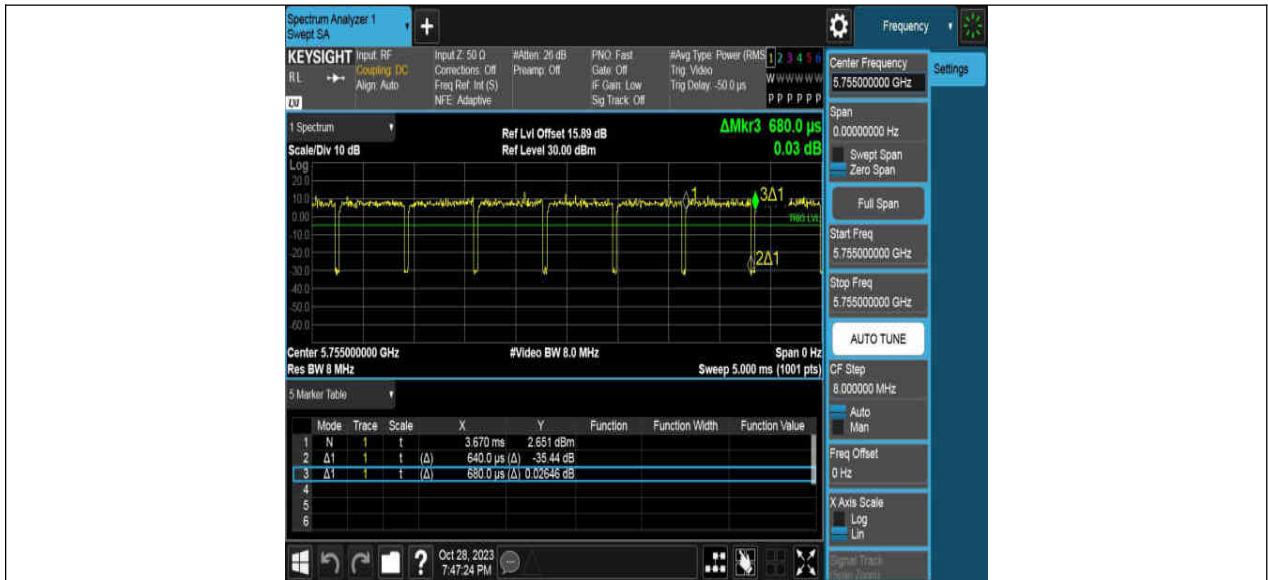 Spectrum Analyzer 1
Swept SA
+
Frequency
KEYSIGHT Input: RF Input Z: 50 Ω #Atten: 26 dB PNO: Fast #Avg Type: Power (RMS 1 2 3 4 5 6
RL Coupling: DC Corrections: Off Preamp: Off Gate: Off Trig: Video W W W W W W
Align: Auto Freq Ref: Int (S) IF Gain: Low Trig Delay: -50.0 µs
NFE: Adaptive Sig Track: Off P P P P P P
LXI
1 Spectrum
Ref Lvl Offset 15.89 dB
ΔMkr3 680.0 µs
Scale/Div 10 dB
Ref Level 30.00 dBm
0.03 dB
Log
20.0
10.0
0.00
-10.0
-20.0
-30.0
-40.0
-50.0
-60.0
1
3Δ1
TRIG LVL
2Δ1
Center 5.755000000 GHz #Video BW 8.0 MHz Span 0 Hz
Res BW 8 MHz Sweep 5.000 ms (1001 pts)
5 Marker Table
Mode Trace Scale X Y Function Function Width Function Value
1 N 1 t 3.670 ms 2.651 dBm
2 Δ1 1 t (Δ) 640.0 µs (Δ) -35.44 dB
3 Δ1 1 t (Δ) 680.0 µs (Δ) 0.02646 dB
4
5
6
?
Oct 28, 2023
7:47:24 PM
Center Frequency
5.755000000 GHz
Settings
Span
0.00000000 Hz
Swept Span
Zero Span
Full Span
Start Freq
5.755000000 GHz
Stop Freq
5.755000000 GHz
AUTO TUNE
CF Step
8.000000 MHz
Auto
Man
Freq Offset
0 Hz
X Axis Scale
Log
Lin
Signal Track
(Span Zoom)